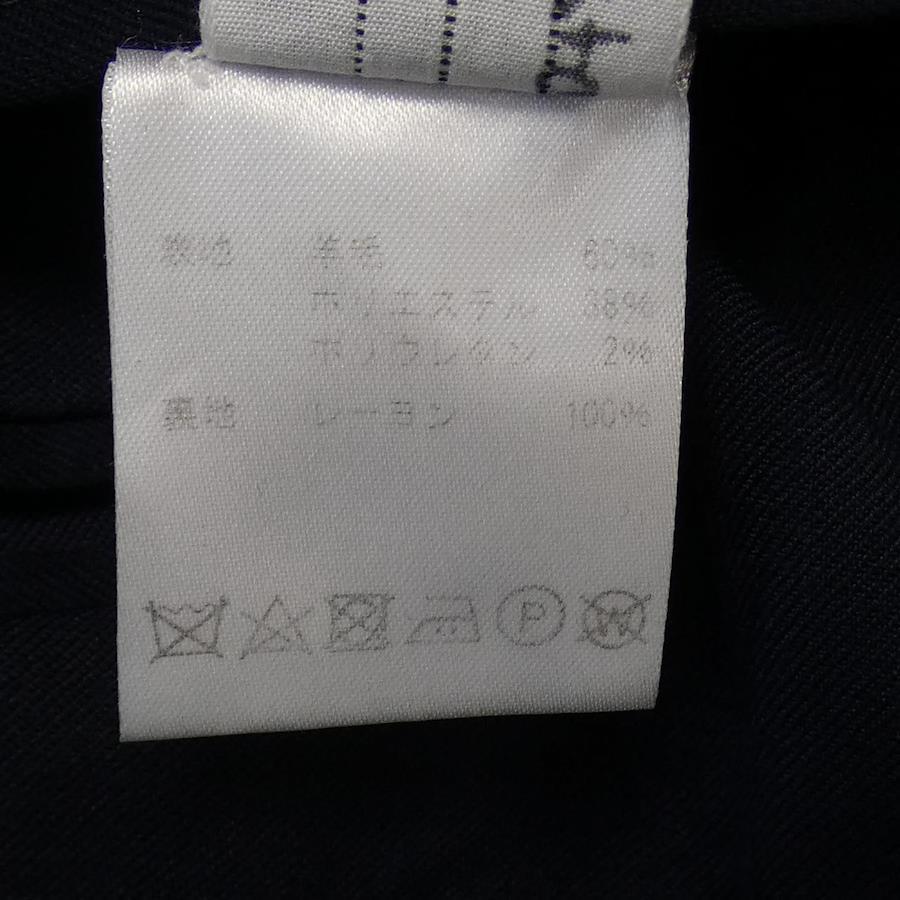 表地 羊毛 60%
ポリエステル 38%
ポリウレタン 2%
裏地 レーヨン 100%
P W